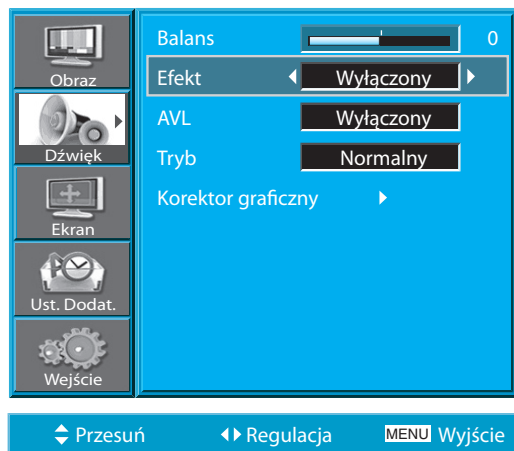 Obraz
Dźwięk
Ekran
Ust. Dodat.
Wejście
Balans 0
Efekt Wyłączony
AVL Wyłączony
Tryb Normalny
Korektor graficzny
Przesuń Regulacja MENU Wyjście